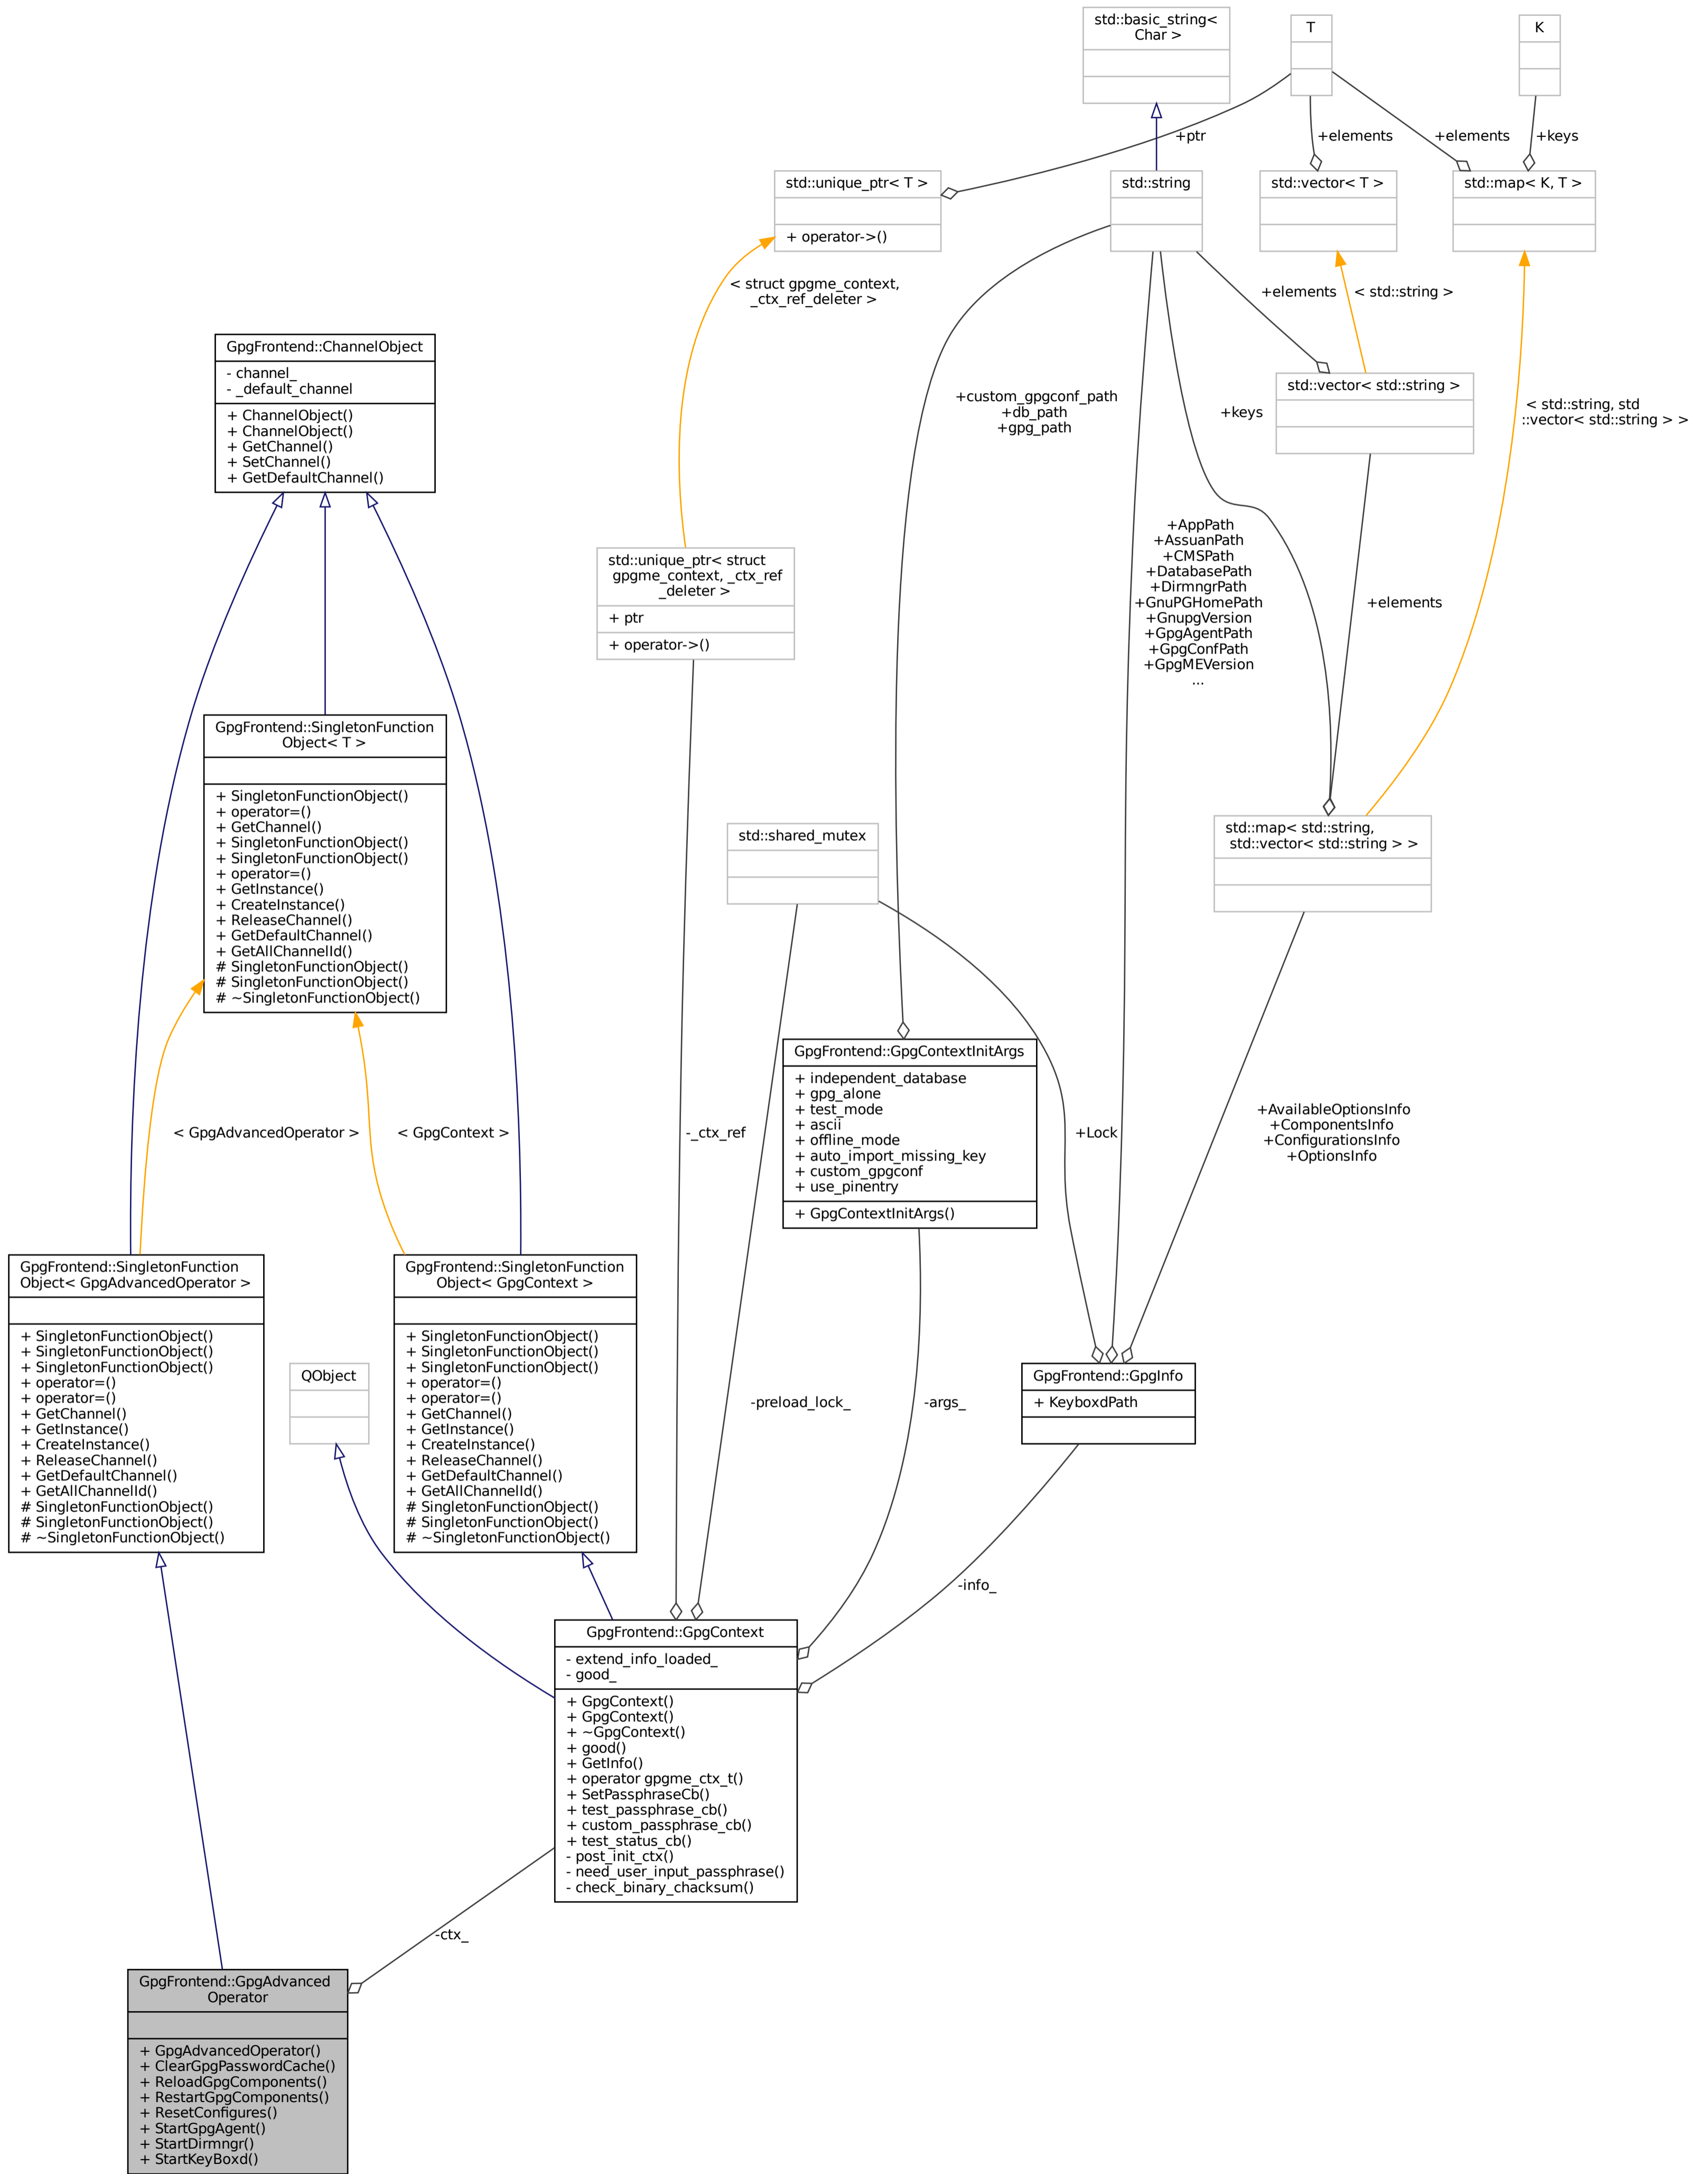 std::basic_string<
Char >
T
K
+ptr
+elements
+elements
+keys
std::unique_ptr< T >
+ operator->()
std::string
std::vector< T >
std::map< K, T >
< struct gpgme_context,
_ctx_ref_deleter >
+elements
< std::string >
GpgFrontend::ChannelObject
- channel_
- _default_channel
+ ChannelObject()
+ ChannelObject()
+ GetChannel()
+ SetChannel()
+ GetDefaultChannel()
std::vector< std::string >
+custom_gpgconf_path
+db_path
+gpg_path
+keys
< std::string, std
::vector< std::string > >
std::unique_ptr< struct
gpgme_context, _ctx_ref
_deleter >
+ ptr
+ operator->()
+AppPath
+AssuanPath
+CMSPath
+DatabasePath
+DirmngrPath
+GnuPGHomePath
+GnupgVersion
+GpgAgentPath
+GpgConfPath
+GpgMEVersion
...
+elements
GpgFrontend::SingletonFunction
Object< T >
+ SingletonFunctionObject()
+ operator=()
+ GetChannel()
+ SingletonFunctionObject()
+ SingletonFunctionObject()
+ operator=()
+ GetInstance()
+ CreateInstance()
+ ReleaseChannel()
+ GetDefaultChannel()
+ GetAllChannelId()
# SingletonFunctionObject()
# SingletonFunctionObject()
# ~SingletonFunctionObject()
std::shared_mutex
std::map< std::string,
std::vector< std::string > >
GpgFrontend::GpgContextInitArgs
+ independent_database
+ gpg_alone
+ test_mode
+ ascii
+ offline_mode
+ auto_import_missing_key
+ custom_gpgconf
+ use_pinentry
+ GpgContextInitArgs()
< GpgAdvancedOperator >
< GpgContext >
-_ctx_ref
+Lock
+AvailableOptionsInfo
+ComponentsInfo
+ConfigurationsInfo
+OptionsInfo
GpgFrontend::SingletonFunction
Object< GpgAdvancedOperator >
+ SingletonFunctionObject()
+ SingletonFunctionObject()
+ SingletonFunctionObject()
+ operator=()
+ operator=()
+ GetChannel()
+ GetInstance()
+ CreateInstance()
+ ReleaseChannel()
+ GetDefaultChannel()
+ GetAllChannelId()
# SingletonFunctionObject()
# SingletonFunctionObject()
# ~SingletonFunctionObject()
QObject
GpgFrontend::SingletonFunction
Object< GpgContext >
+ SingletonFunctionObject()
+ SingletonFunctionObject()
+ SingletonFunctionObject()
+ operator=()
+ operator=()
+ GetChannel()
+ GetInstance()
+ CreateInstance()
+ ReleaseChannel()
+ GetDefaultChannel()
+ GetAllChannelId()
# SingletonFunctionObject()
# SingletonFunctionObject()
# ~SingletonFunctionObject()
-preload_lock_
-args_
GpgFrontend::GpgInfo
+ KeyboxdPath
-info_
GpgFrontend::GpgContext
- extend_info_loaded_
- good_
+ GpgContext()
+ GpgContext()
+ ~GpgContext()
+ good()
+ GetInfo()
+ operator gpgme_ctx_t()
+ SetPassphraseCb()
+ test_passphrase_cb()
+ custom_passphrase_cb()
+ test_status_cb()
- post_init_ctx()
- need_user_input_passphrase()
- check_binary_chacksum()
-ctx_
GpgFrontend::GpgAdvanced
Operator
+ GpgAdvancedOperator()
+ ClearGpgPasswordCache()
+ ReloadGpgComponents()
+ RestartGpgComponents()
+ ResetConfigures()
+ StartGpgAgent()
+ StartDirmngr()
+ StartKeyBoxd()